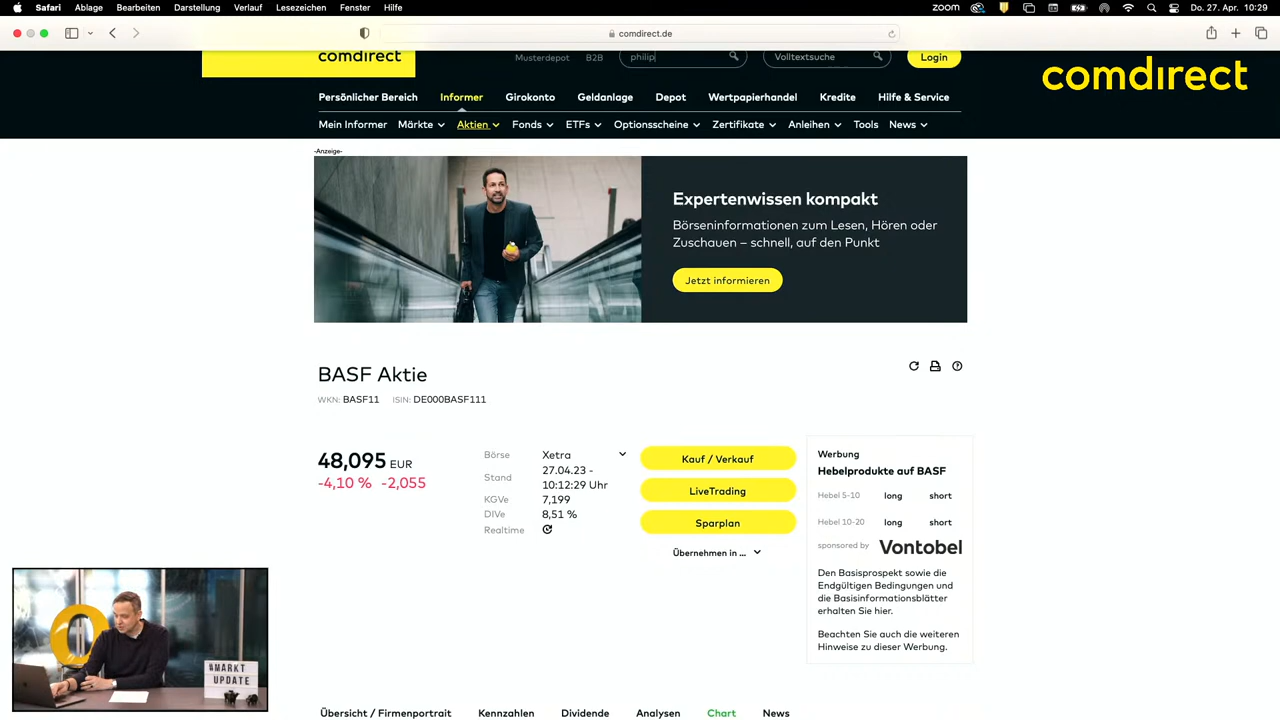 Safari Ablage Bearbeiten Darstellung Verlauf Lesezeichen Fenster Hilfe zoom Do. 27. Apr. 10:29
comdirect.de
comdirect Musterdepot B2B philip Volltextsuche Login
comdirect
Persönlicher Bereich Informer Girokonto Geldanlage Depot Wertpapierhandel Kredite Hilfe & Service
Mein Informer Märkte Aktien Fonds ETFs Optionsscheine Zertifikate Anleihen Tools News
-Anzeige-
Expertenwissen kompakt
Börseninformationen zum Lesen, Hören oder
Zuschauen – schnell, auf den Punkt
Jetzt informieren
BASF Aktie
WKN: BASF11 ISIN: DE000BASF111
48,095 EUR
-4,10 % -2,055
Börse Xetra
Stand 27.04.23 -
10:12:29 Uhr
KGVe 7,199
DIVe 8,51 %
Realtime
Kauf / Verkauf
LiveTrading
Sparplan
Übernehmen in ...
Werbung
Hebelprodukte auf BASF
Hebel 5-10 long short
Hebel 10-20 long short
sponsored by Vontobel
Den Basisprospekt sowie die
Endgültigen Bedingungen und
die Basisinformationsblätter
erhalten Sie hier.
Beachten Sie auch die weiteren
Hinweise zu dieser Werbung.
#MARKT
UPDATE
Übersicht / Firmenportrait Kennzahlen Dividende Analysen Chart News